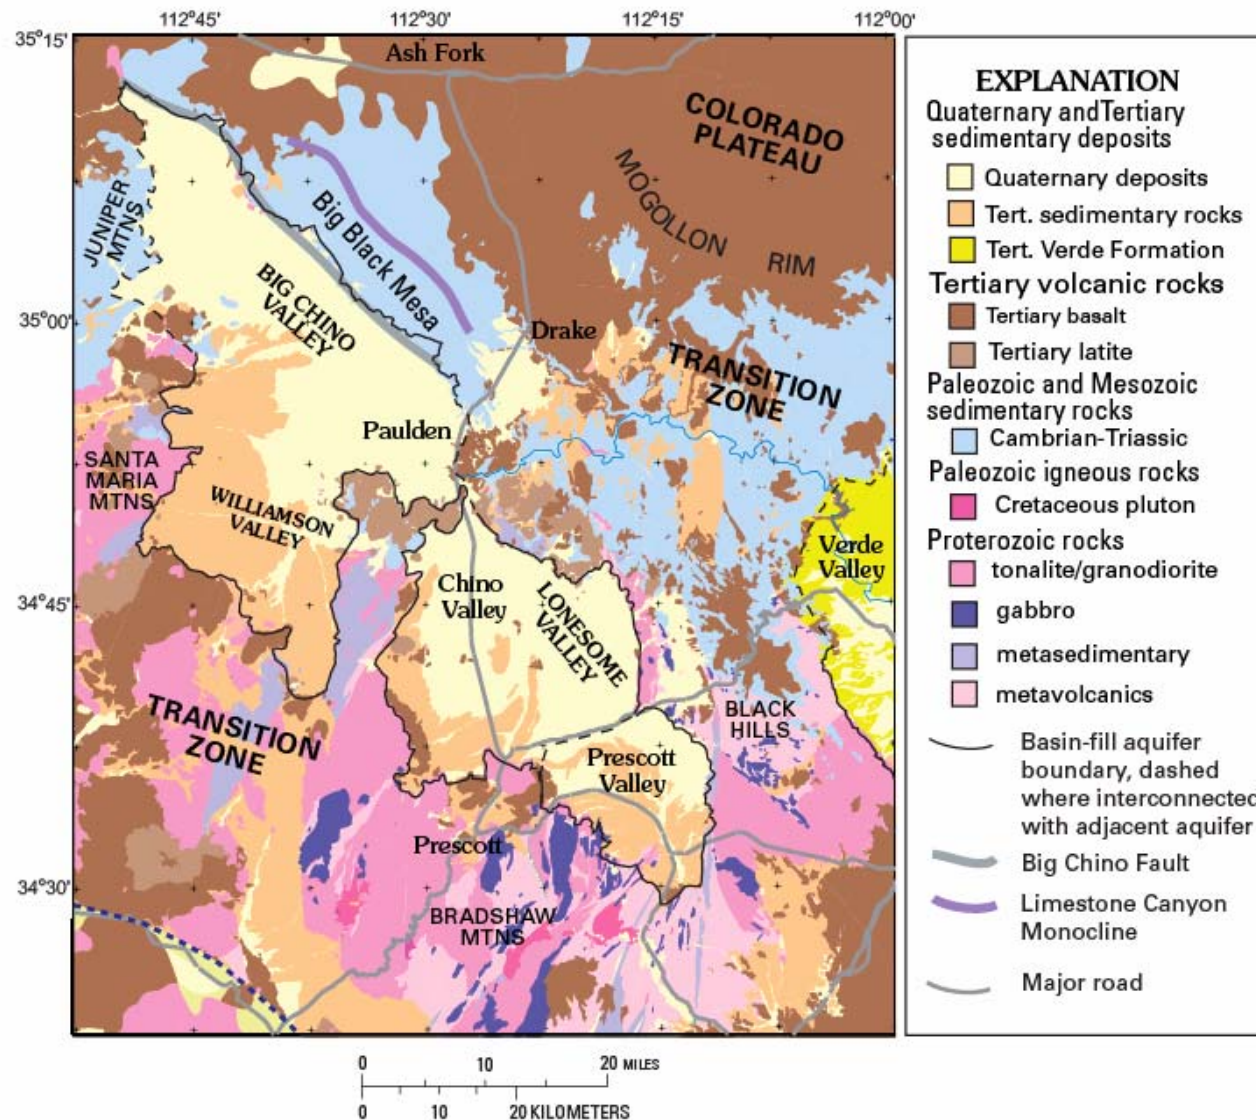 112°45'
112°30'
112°15'
112°00'
35°15'
Ash Fork
COLORADO
PLATEAU
MOGOLLON RIM
JUNIPER
MTNS
Big Black Mesa
BIG CHINO
VALLEY
35°00'
Drake
TRANSITION
ZONE
Paulden
SANTA
MARIA
MTNS
WILLIAMSON
VALLEY
Verde
Valley
Chino
Valley
LONESOME
VALLEY
34°45'
TRANSITION
ZONE
BLACK
HILLS
Prescott
Valley
Prescott
34°30'
BRADSHAW
MTNS
EXPLANATION
Quaternary and Tertiary
sedimentary deposits
Quaternary deposits
Tert. sedimentary rocks
Tert. Verde Formation
Tertiary volcanic rocks
Tertiary basalt
Tertiary latite
Paleozoic and Mesozoic
sedimentary rocks
Cambrian-Triassic
Paleozoic igneous rocks
Cretaceous pluton
Proterozoic rocks
tonalite/granodiorite
gabbro
metasedimentary
metavolcanics
Basin-fill aquifer
boundary, dashed
where interconnected
with adjacent aquifer
Big Chino Fault
Limestone Canyon
Monocline
Major road
0 10 20 MILES
0 10 20 KILOMETERS